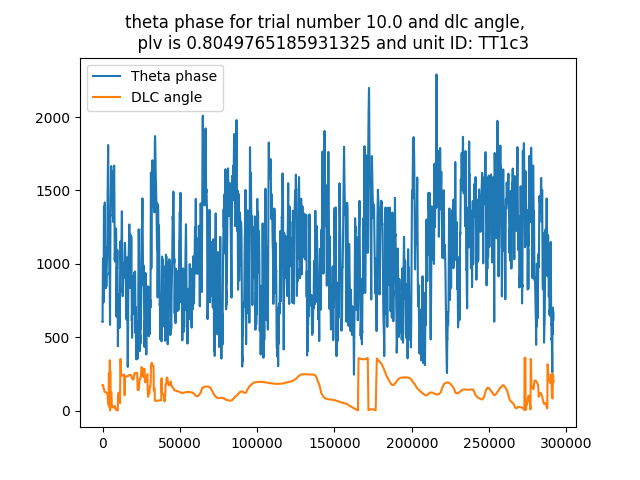 theta phase for trial number 10.0 and dlc angle,
plv is 0.8049765185931325 and unit ID: TT1c3
Theta phase
DLC angle
2000
1500
1000
500
0
0 50000 100000 150000 200000 250000 300000